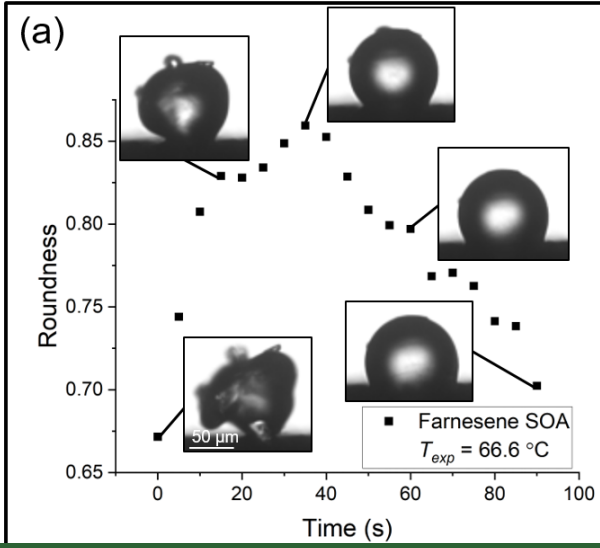 (a)
0.85
0.80
0.75
0.70
0.65
Roundness
50 μm
Farnesene SOA
T_exp = 66.6 °C
0
20
40
60
80
100
Time (s)